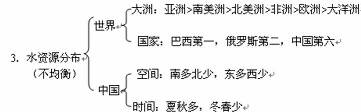 大洲：亚洲>南美洲>北美洲>非洲>欧洲>大洋洲
世界
国家：巴西第一，俄罗斯第二，中国第六
3．水资源分布
（不均衡）
空间：南多北少，东多西少
中国
时间：夏秋多，冬春少